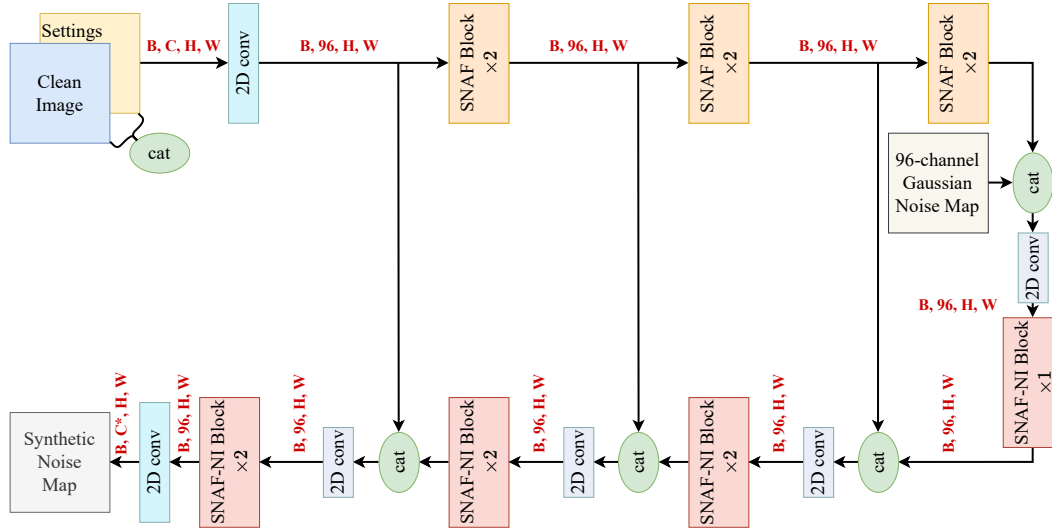 Settings
Clean
Image
cat
B, C, H, W
2D conv
B, 96, H, W
SNAF Block
×2
B, 96, H, W
SNAF Block
×2
B, 96, H, W
SNAF Block
×2
96-channel
Gaussian
Noise Map
cat
2D conv
B, 96, H, W
SNAF-NI Block
×1
B, 96, H, W
cat
2D conv
B, 96, H, W
SNAF-NI Block
×2
cat
2D conv
B, 96, H, W
SNAF-NI Block
×2
cat
2D conv
B, 96, H, W
SNAF-NI Block
×2
B, 96, H, W
2D conv
B, C*, H, W
Synthetic
Noise
Map